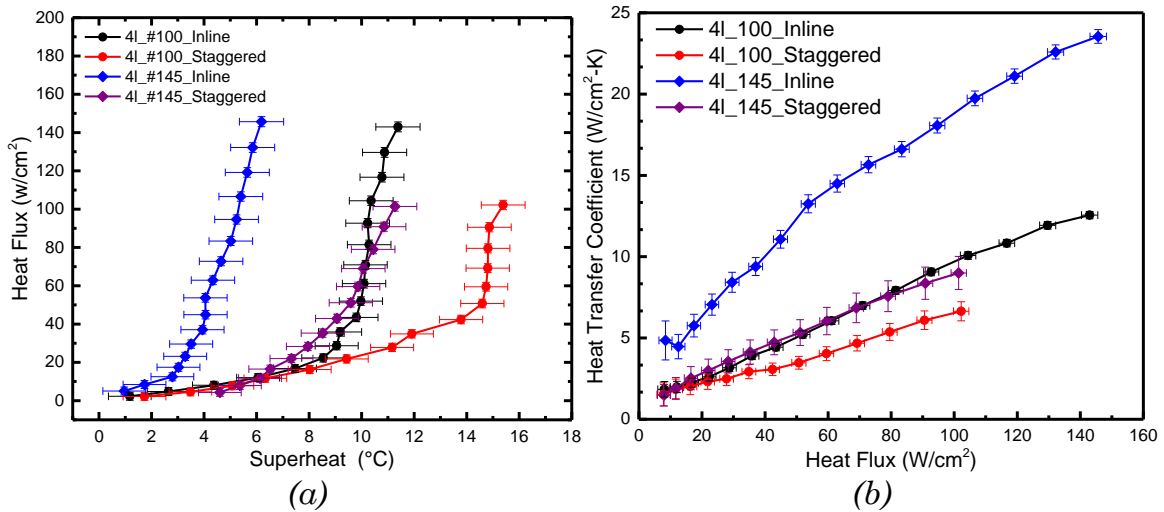 4l_#100_Inline
4l_#100_Staggered
4l_#145_Inline
4l_#145_Staggered
Heat Flux (w/cm²)
200
180
160
140
120
100
80
60
40
20
0
0 2 4 6 8 10 12 14 16 18
Superheat (°C)
(a)
4l_100_Inline
4l_100_Staggered
4l_145_Inline
4l_145_Staggered
Heat Transfer Coefficient (W/cm²-K)
25
20
15
10
5
0
0 20 40 60 80 100 120 140 160
Heat Flux (W/cm²)
(b)